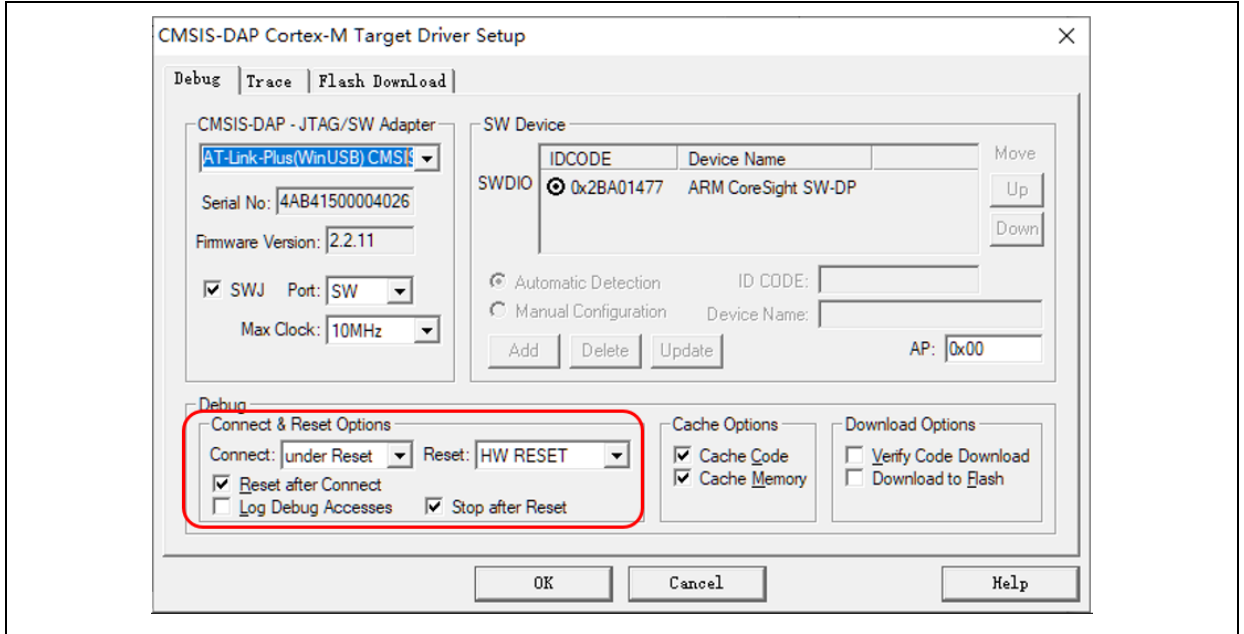 CMSIS-DAP Cortex-M Target Driver Setup
Debug Trace Flash Download
CMSIS-DAP - JTAG/SW Adapter
AT-Link-Plus(WinUSB) CMSIS
Serial No: 4AB41500004026
Firmware Version: 2.2.11
SWJ Port: SW
Max Clock: 10MHz
SW Device
IDCODE Device Name
SWDIO 0x2BA01477 ARM CoreSight SW-DP
Move
Up
Down
Automatic Detection ID CODE:
Manual Configuration Device Name:
Add Delete Update AP: 0x00
Debug
Connect & Reset Options
Connect: under Reset Reset: HW RESET
Reset after Connect
Log Debug Accesses Stop after Reset
Cache Options
Cache Code
Cache Memory
Download Options
Verify Code Download
Download to Flash
OK Cancel Help